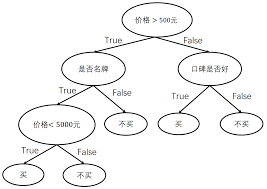 价格 > 500元
True
False
是否名牌
口碑是否好
True
False
True
False
价格< 5000元
不买
买
不买
True
False
买
不买